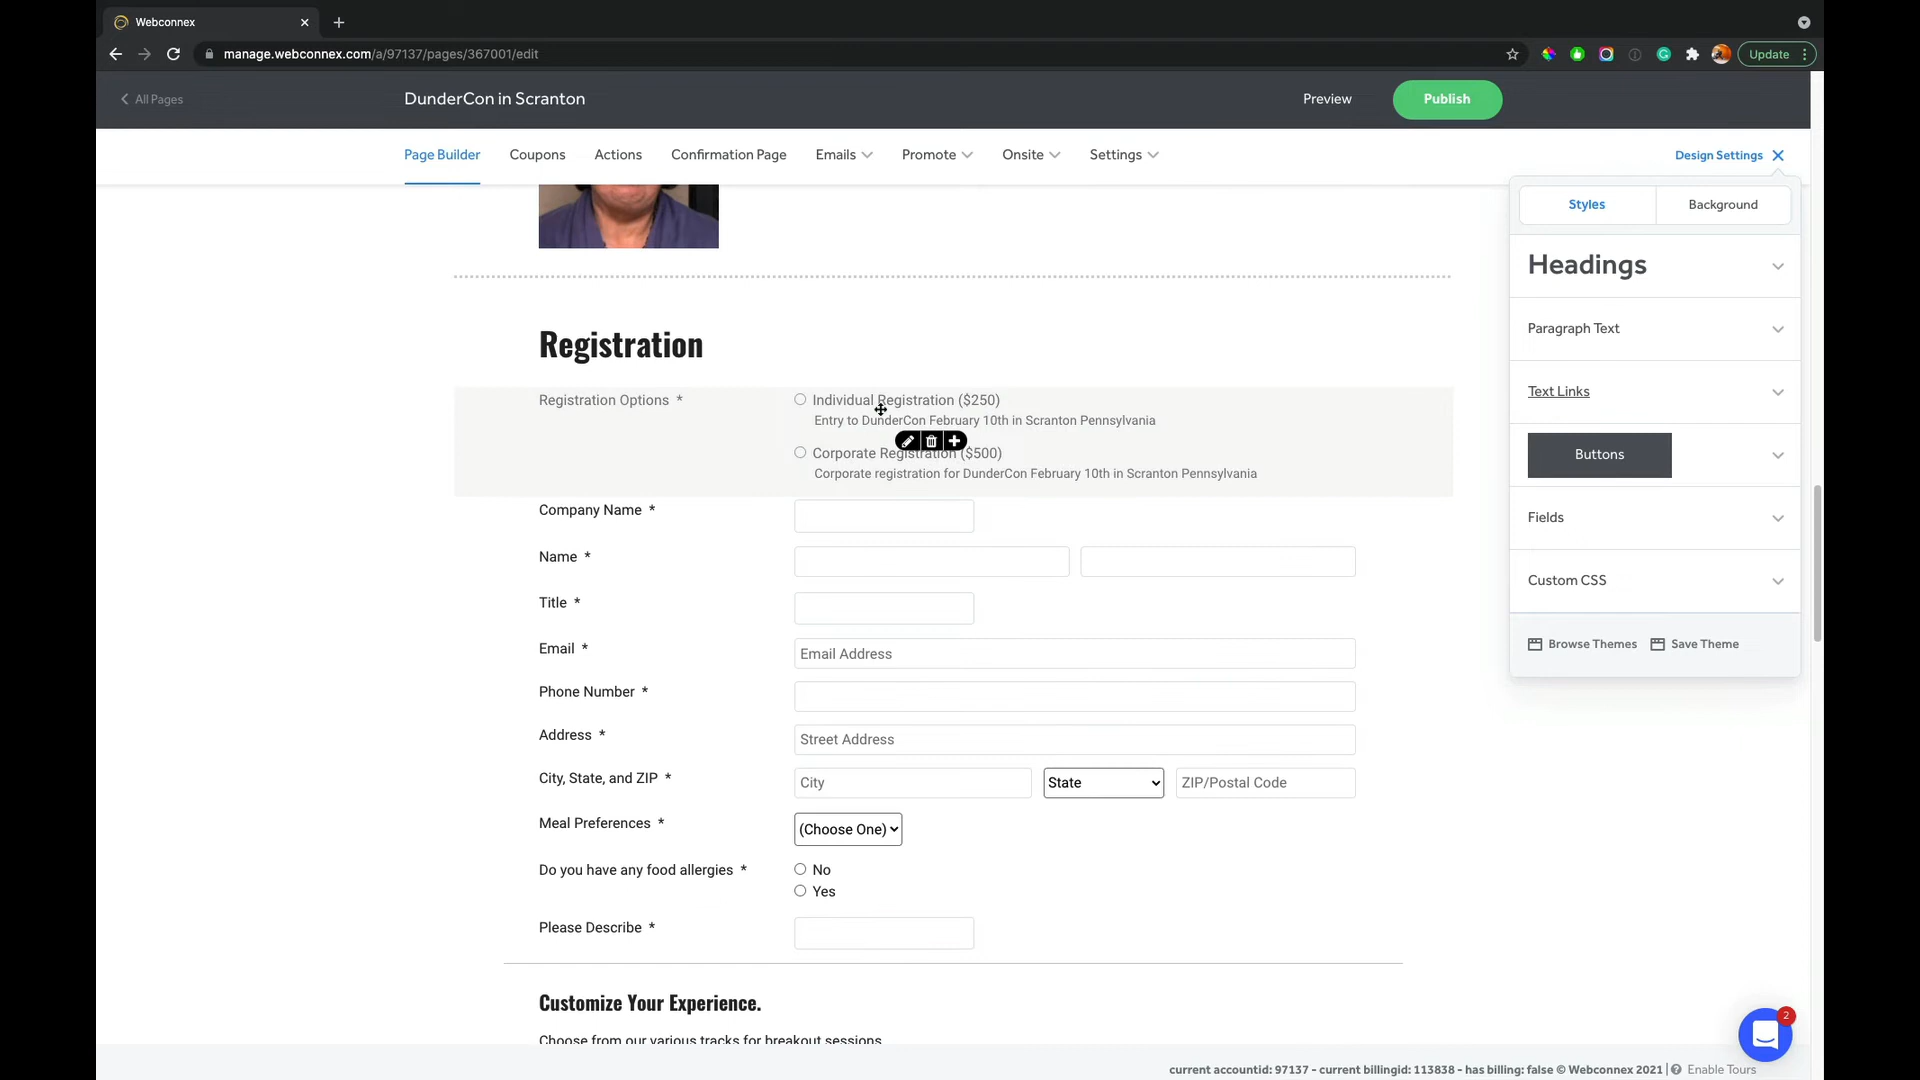 Webconnex
manage.webconnex.com/a/97137/pages/367001/edit
Update
All Pages
DunderCon in Scranton
Preview
Publish
Page Builder
Coupons
Actions
Confirmation Page
Emails
Promote
Onsite
Settings
Design Settings
Styles
Background
Headings
Paragraph Text
Text Links
Buttons
Fields
Custom CSS
Browse Themes
Save Theme
Registration
Registration Options *
Individual Registration ($250)
Entry to DunderCon February 10th in Scranton Pennsylvania
Corporate Registration ($500)
Corporate registration for DunderCon February 10th in Scranton Pennsylvania
Company Name *
Name *
Title *
Email *
Email Address
Phone Number *
Address *
Street Address
City, State, and ZIP *
City
State
ZIP/Postal Code
Meal Preferences *
(Choose One)
Do you have any food allergies *
No
Yes
Please Describe *
Customize Your Experience.
Choose from our various tracks for breakout sessions
2
current accountid: 97137 - current billingid: 113838 - has billing: false © Webconnex 2021 | Enable Tours